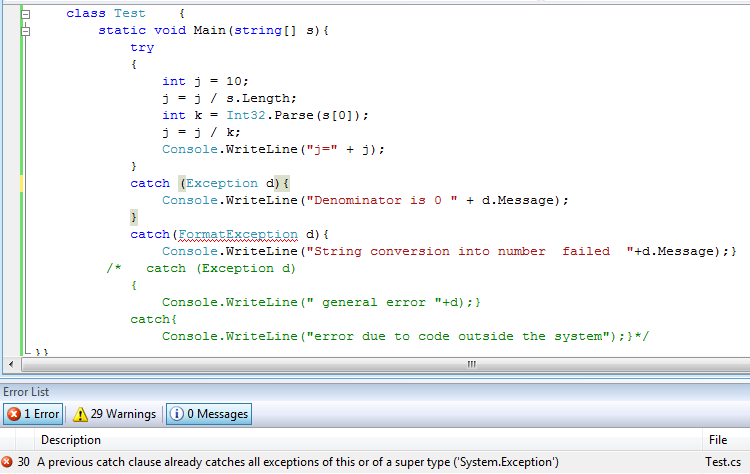 class Test    {
static void Main(string[] s){
try
{
int j = 10;
j = j / s.Length;
int k = Int32.Parse(s[0]);
j = j / k;
Console.WriteLine("j=" + j);
}
catch (Exception d){
Console.WriteLine("Denominator is 0 " + d.Message);
}
catch(FormatException d){
Console.WriteLine("String conversion into number  failed  "+d.Message);}
/*   catch (Exception d)
{
Console.WriteLine(" general error "+d);}
catch{
Console.WriteLine("error due to code outside the system");}*/
}}
Error List
1 Error 29 Warnings 0 Messages
Description File
30 A previous catch clause already catches all exceptions of this or of a super type ('System.Exception') Test.cs